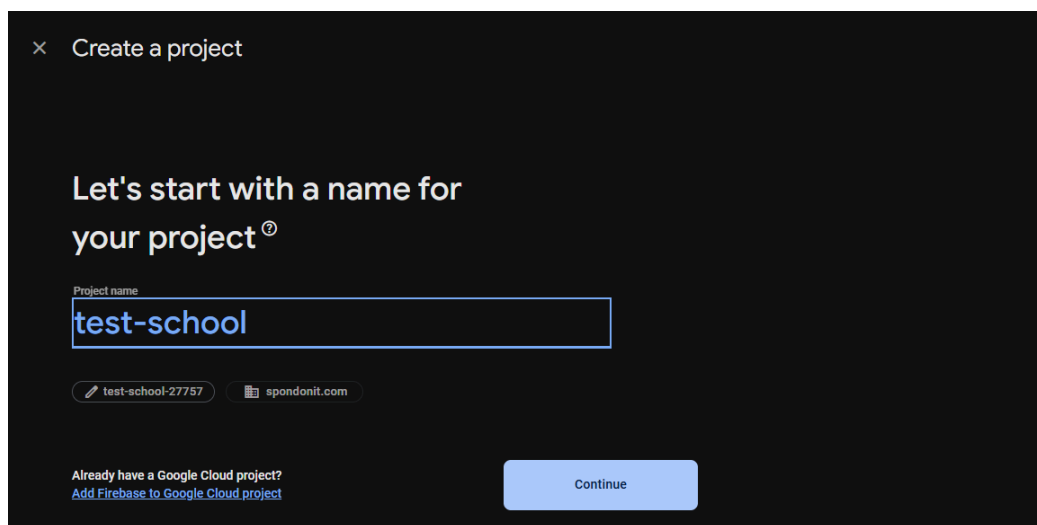 Create a project
Let's start with a name for
your project
Project name
test-school
test-school-27757
spondonit.com
Already have a Google Cloud project?
Add Firebase to Google Cloud project
Continue